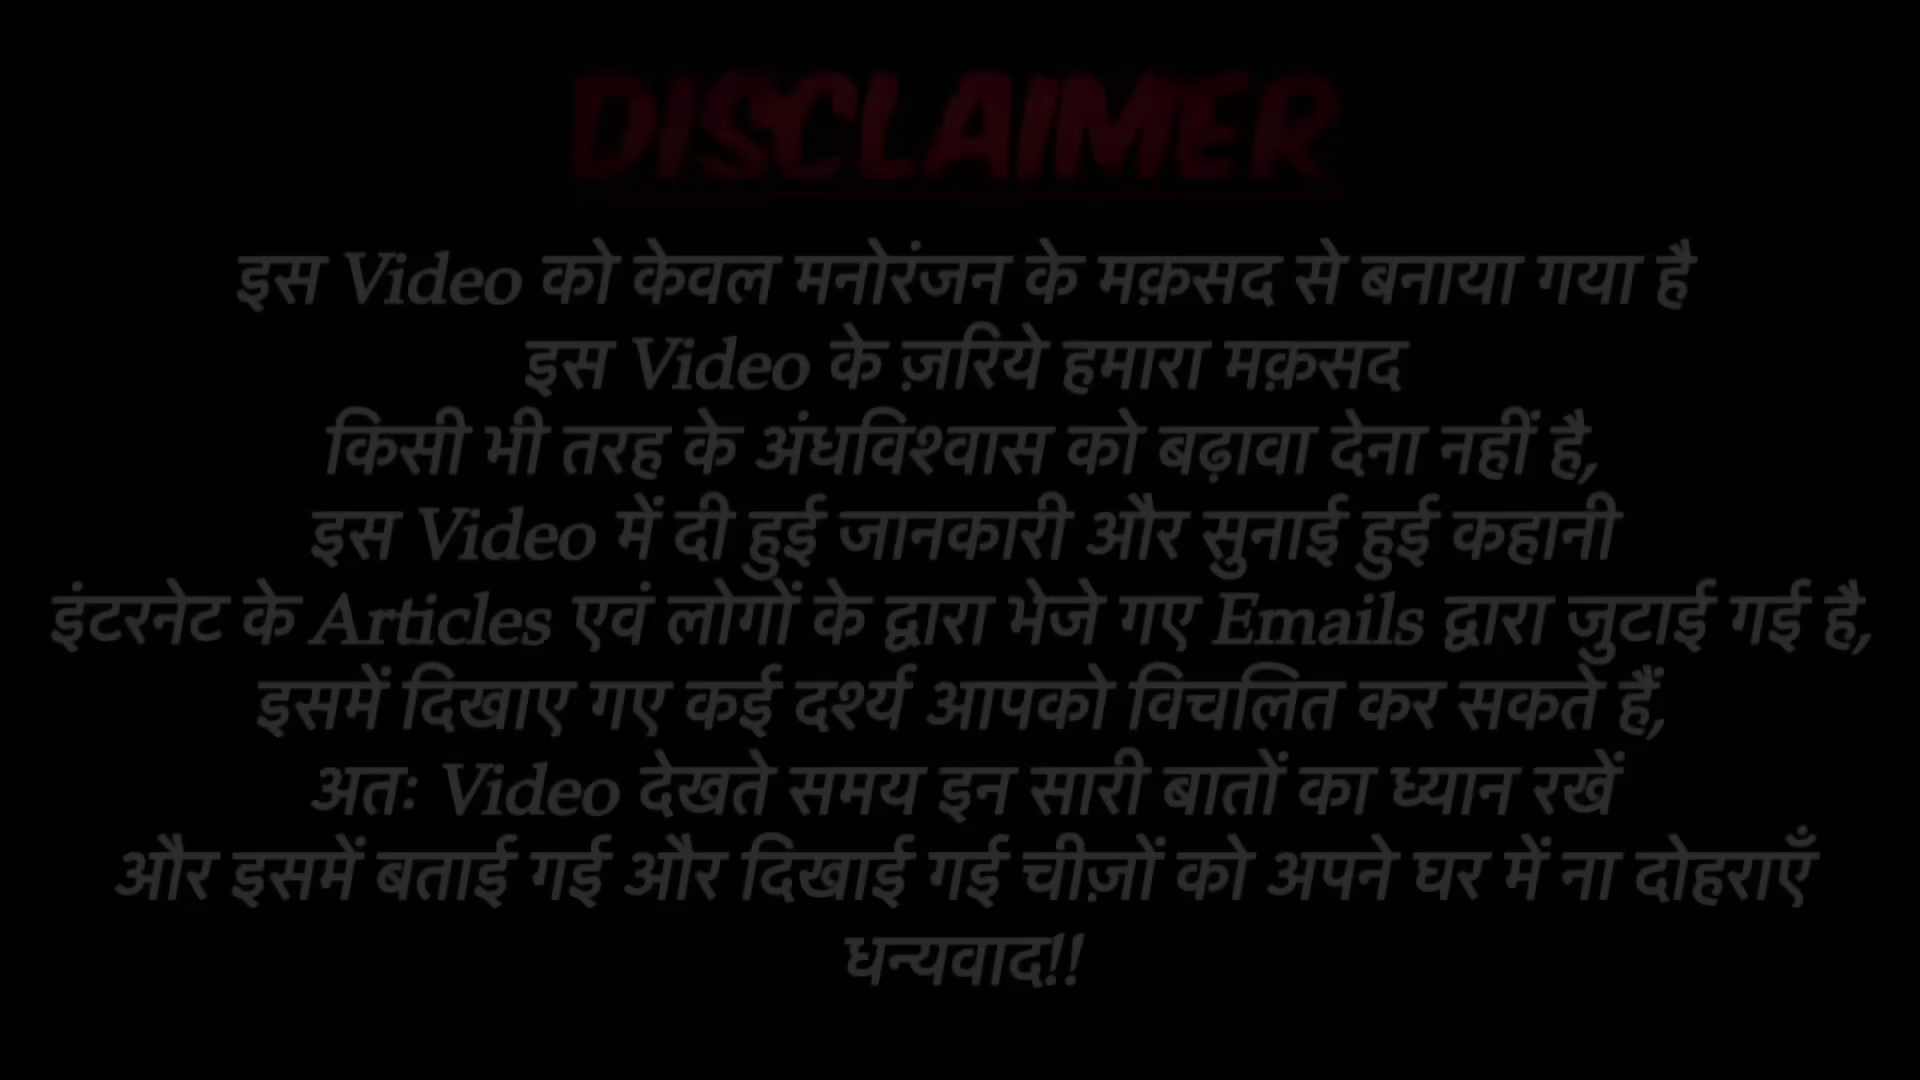 DISCLAIMER
इस Video को केवल मनोरंजन के मक़सद से बनाया गया है
इस Video के ज़रिये हमारा मक़सद
किसी भी तरह के अंधविश्वास को बढ़ावा देना नहीं है,
इस Video में दी हुई जानकारी और सुनाई हुई कहानी
इंटरनेट के Articles एवं लोगों के द्वारा भेजे गए Emails द्वारा जुटाई गई है,
इसमें दिखाए गए कई दर्श्य आपको विचलित कर सकते हैं,
अतः Video देखते समय इन सारी बातों का ध्यान रखें
और इसमें बताई गई और दिखाई गई चीज़ों को अपने घर में ना दोहराएँ
धन्यवाद!!